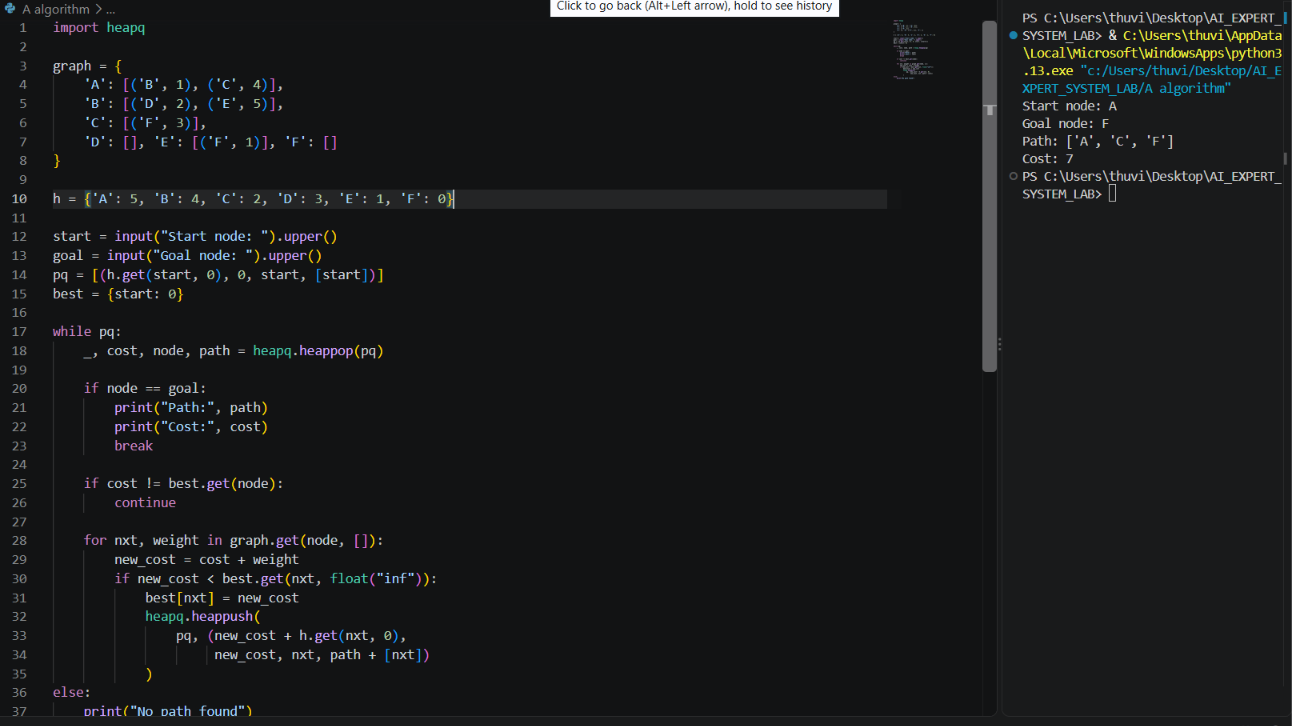 A algorithm > ...
Click to go back (Alt+Left arrow), hold to see history
1 import heapq
2
3 graph = {
4     'A': [('B', 1), ('C', 4)],
5     'B': [('D', 2), ('E', 5)],
6     'C': [('F', 3)],
7     'D': [], 'E': [('F', 1)], 'F': []
8 }
9
10 h = {'A': 5, 'B': 4, 'C': 2, 'D': 3, 'E': 1, 'F': 0}
11
12 start = input("Start node: ").upper()
13 goal = input("Goal node: ").upper()
14 pq = [(h.get(start, 0), 0, start, [start])]
15 best = {start: 0}
16
17 while pq:
18     _, cost, node, path = heapq.heappop(pq)
19
20     if node == goal:
21         print("Path:", path)
22         print("Cost:", cost)
23         break
24
25     if cost != best.get(node):
26         continue
27
28     for nxt, weight in graph.get(node, []):
29         new_cost = cost + weight
30         if new_cost < best.get(nxt, float("inf")):
31             best[nxt] = new_cost
32             heapq.heappush(
33                 pq, (new_cost + h.get(nxt, 0),
34                      new_cost, nxt, path + [nxt])
35             )
36 else:
37     print("No path found")
PS C:\Users\thuvi\Desktop\AI_EXPERT_
SYSTEM_LAB> & C:\Users\thuvi\AppData
\Local\Microsoft\WindowsApps\python3
.13.exe "c:/Users/thuvi/Desktop/AI_E
XPERT_SYSTEM_LAB/A algorithm"
Start node: A
Goal node: F
Path: ['A', 'C', 'F']
Cost: 7
PS C:\Users\thuvi\Desktop\AI_EXPERT_
SYSTEM_LAB>